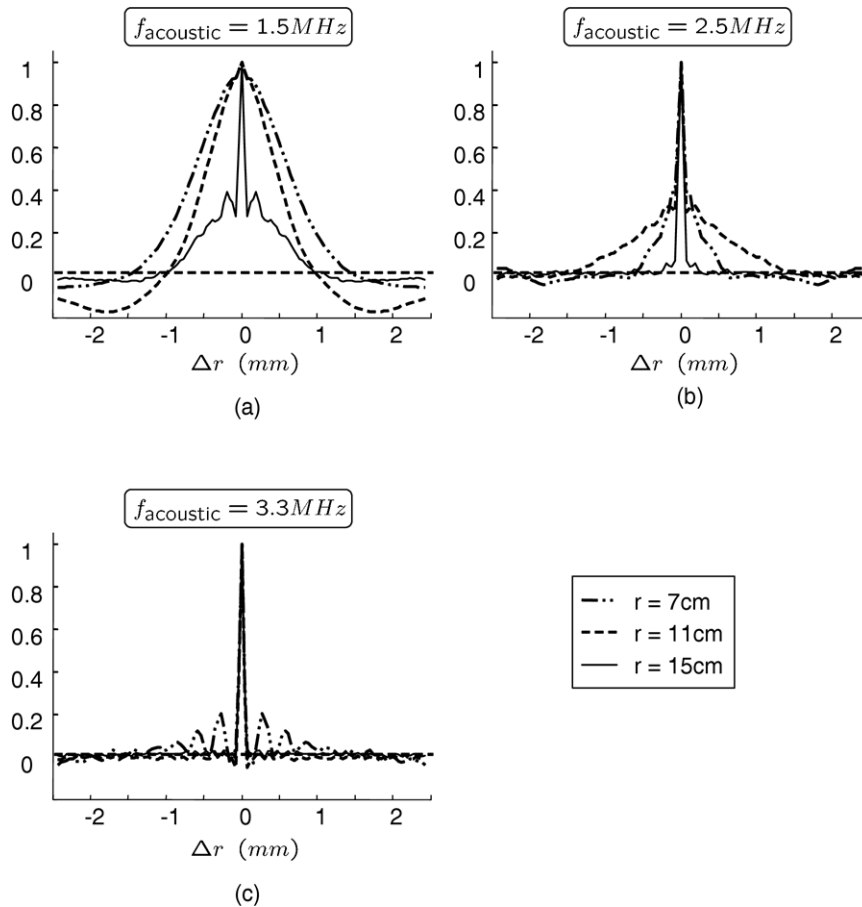 f_acoustic = 1.5MHz
1
0.8
0.6
0.4
0.2
0
-2 -1 0 1 2
Δr (mm)
(a)
f_acoustic = 2.5MHz
1
0.8
0.6
0.4
0.2
0
-2 -1 0 1 2
Δr (mm)
(b)
f_acoustic = 3.3MHz
1
0.8
0.6
0.4
0.2
0
-2 -1 0 1 2
Δr (mm)
(c)
r = 7cm
r = 11cm
r = 15cm